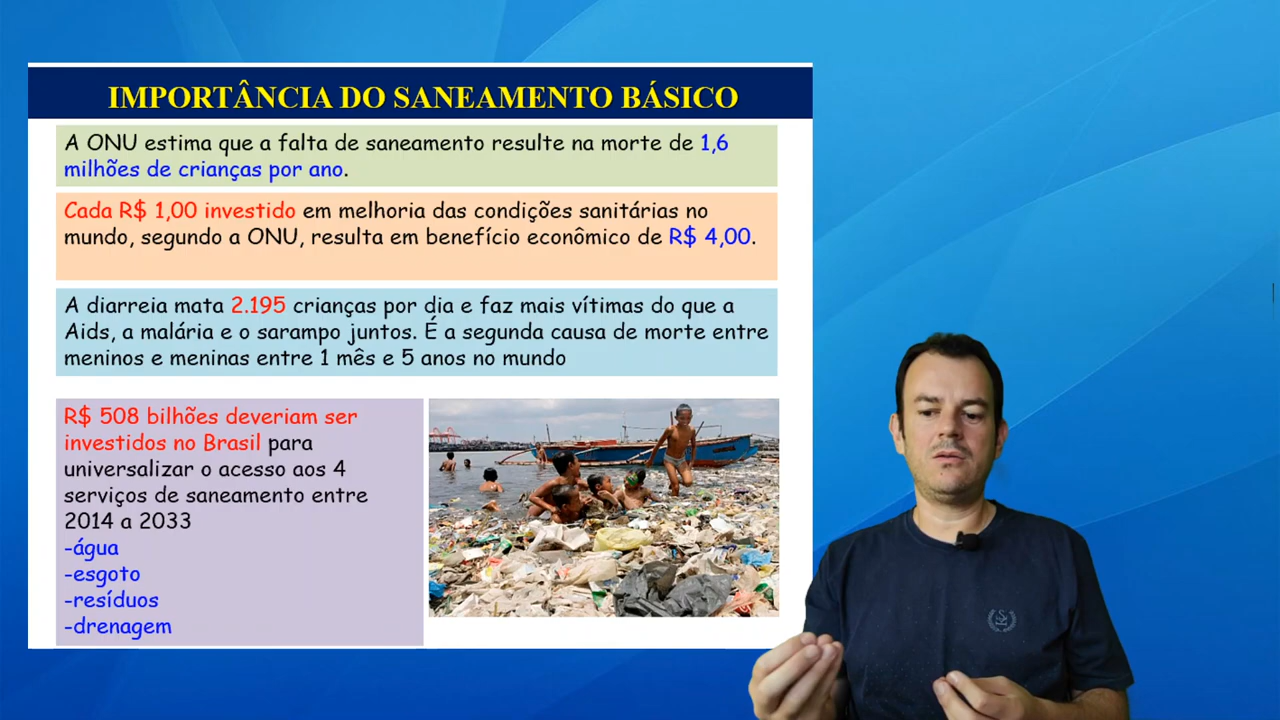 IMPORTÂNCIA DO SANEAMENTO BÁSICO
A ONU estima que a falta de saneamento resulte na morte de 1,6
milhões de crianças por ano.
Cada R$ 1,00 investido em melhoria das condições sanitárias no
mundo, segundo a ONU, resulta em benefício econômico de R$ 4,00.
A diarreia mata 2.195 crianças por dia e faz mais vítimas do que a
Aids, a malária e o sarampo juntos. É a segunda causa de morte entre
meninos e meninas entre 1 mês e 5 anos no mundo
R$ 508 bilhões deveriam ser
investidos no Brasil para
universalizar o acesso aos 4
serviços de saneamento entre
2014 a 2033
-água
-esgoto
-resíduos
-drenagem